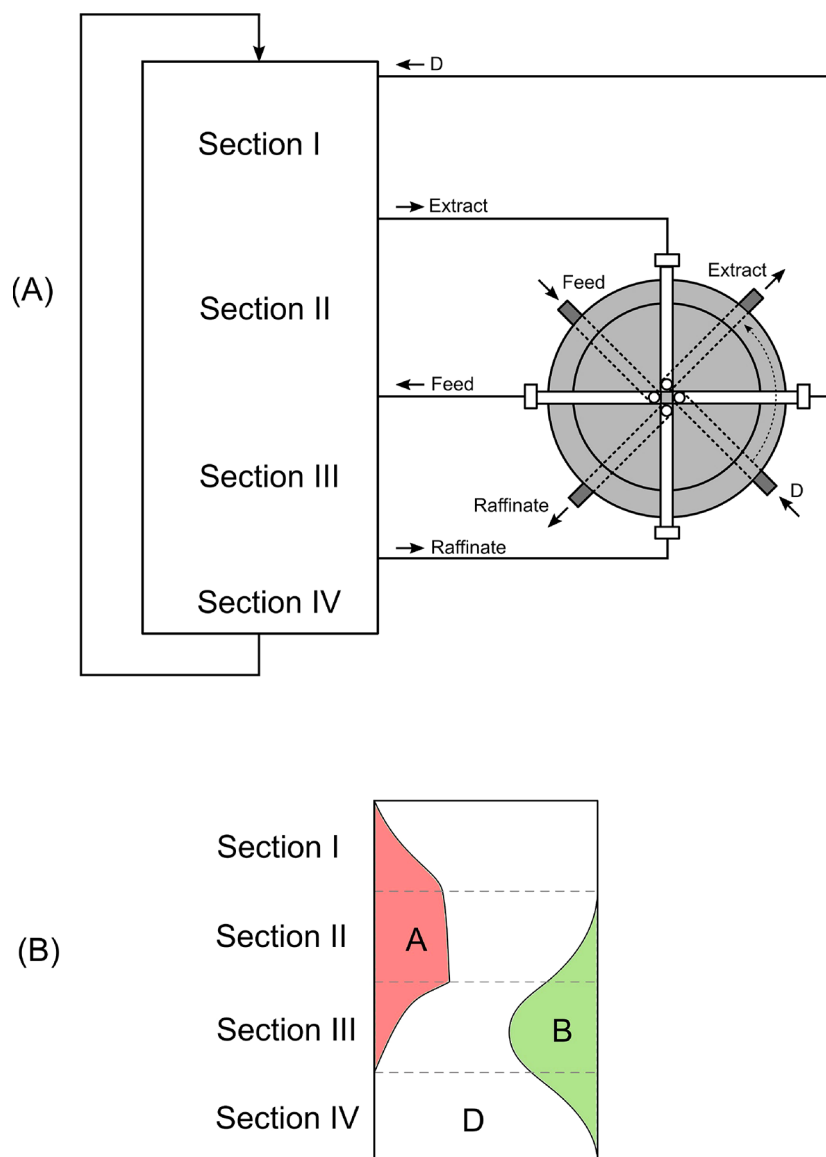 D
Section I
Extract
Feed
Extract
(A)
Section II
Feed
Section III
Raffinate
D
Raffinate
Section IV
Section I
Section II
A
(B)
Section III
B
Section IV
D